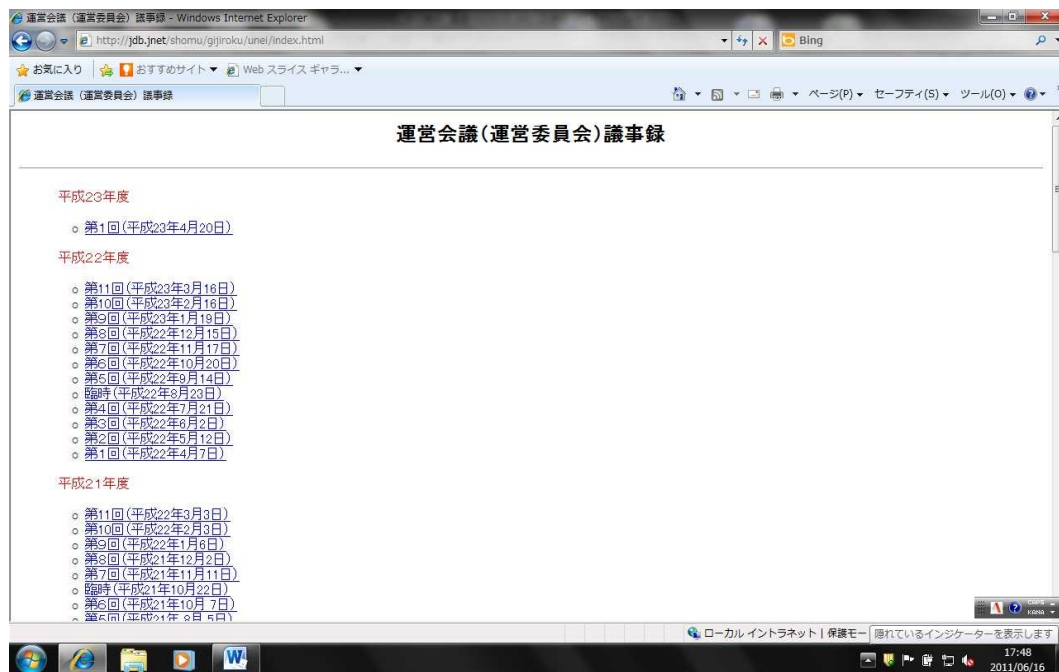 運営会議（運営委員会）議事録 - Windows Internet Explorer
http://jdb.jnet/shomu/gijiroku/unei/index.html
Bing
お気に入り
おすすめサイト ▼
Web スライス ギャラ... ▼
運営会議（運営委員会）議事録
ページ(P) ▼
セーフティ(S) ▼
ツール(O) ▼
運営会議(運営委員会)議事録
平成23年度
第1回(平成23年4月20日)
平成22年度
第11回(平成23年3月16日)
第10回(平成23年2月16日)
第9回(平成23年1月19日)
第8回(平成22年12月15日)
第7回(平成22年11月17日)
第6回(平成22年10月20日)
第5回(平成22年9月14日)
臨時(平成22年8月23日)
第4回(平成22年7月21日)
第3回(平成22年6月2日)
第2回(平成22年5月12日)
第1回(平成22年4月7日)
平成21年度
第11回(平成22年3月3日)
第10回(平成22年2月3日)
第9回(平成22年1月6日)
第8回(平成21年12月2日)
第7回(平成21年11月11日)
臨時(平成21年10月22日)
第6回(平成21年10月 7日)
第5回(平成21年 8月 5日)
CAPS
KANA
ローカル イントラネット | 保護モー
隠れているインジケーターを表示します
17:48
2011/06/16